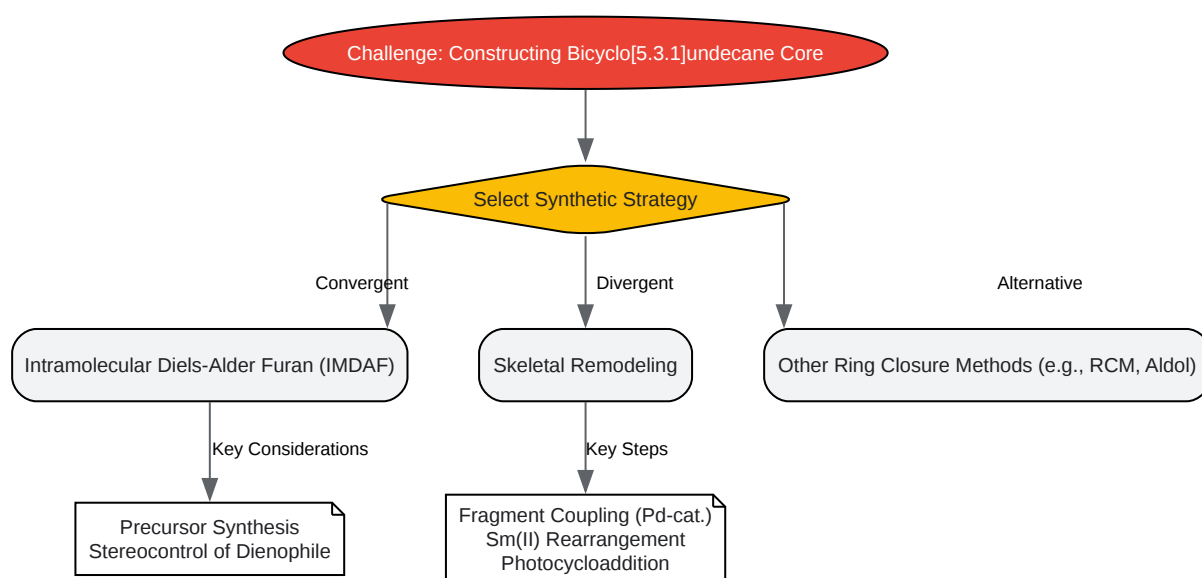 Challenge: Constructing Bicyclo[5.3.1]undecane Core
Select Synthetic Strategy
Convergent
Divergent
Alternative
Intramolecular Diels-Alder Furan (IMDAF)
Skeletal Remodeling
Other Ring Closure Methods (e.g., RCM, Aldol)
Key Considerations
Key Steps
Precursor Synthesis
Stereocontrol of Dienophile
Fragment Coupling (Pd-cat.)
Sm(II) Rearrangement
Photocycloaddition